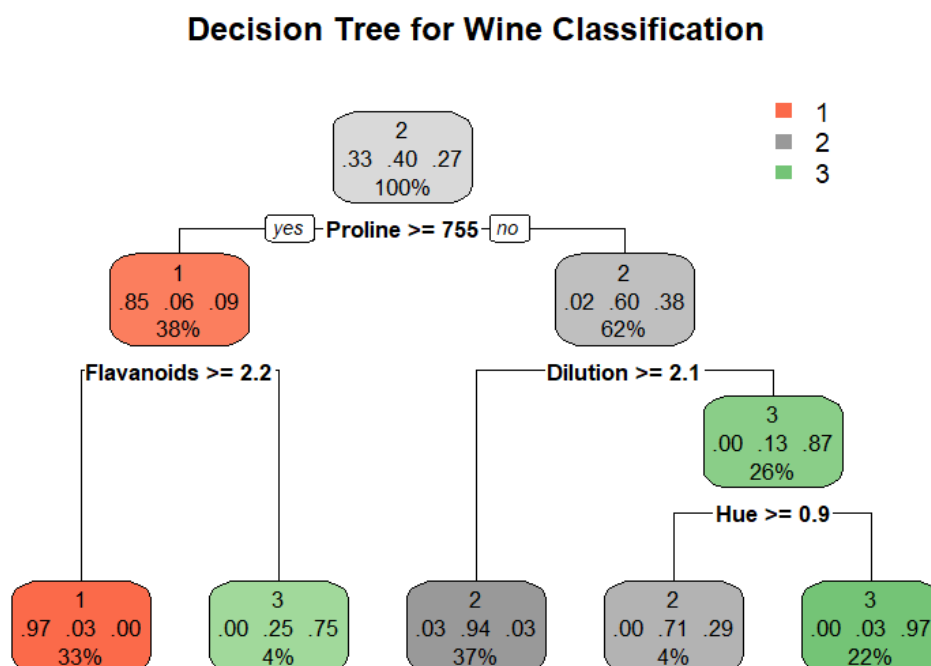 Decision Tree for Wine Classification
1
2
3
2
.33 .40 .27
100%
yes Proline >= 755 no
1
.85 .06 .09
38%
2
.02 .60 .38
62%
Flavanoids >= 2.2
Dilution >= 2.1
3
.00 .13 .87
26%
Hue >= 0.9
1
.97 .03 .00
33%
3
.00 .25 .75
4%
2
.03 .94 .03
37%
2
.00 .71 .29
4%
3
.00 .03 .97
22%